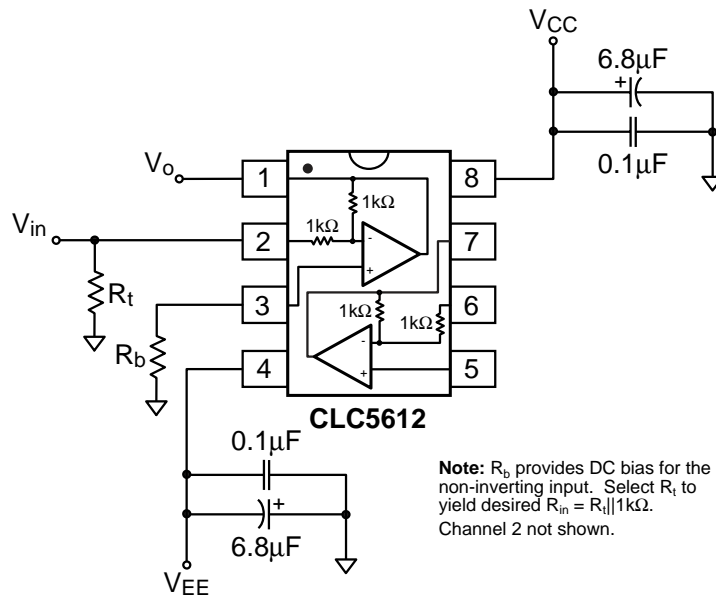 VCC
6.8μF
+
0.1μF
Vo
1
8
1kΩ
Vin
2
1kΩ
-
7
+
Rt
3
1kΩ
1kΩ
6
Rb
-
4
+
5
CLC5612
0.1μF
+
6.8μF
VEE
Note: Rb provides DC bias for the
non-inverting input. Select Rt to
yield desired Rin = Rt||1kΩ.
Channel 2 not shown.